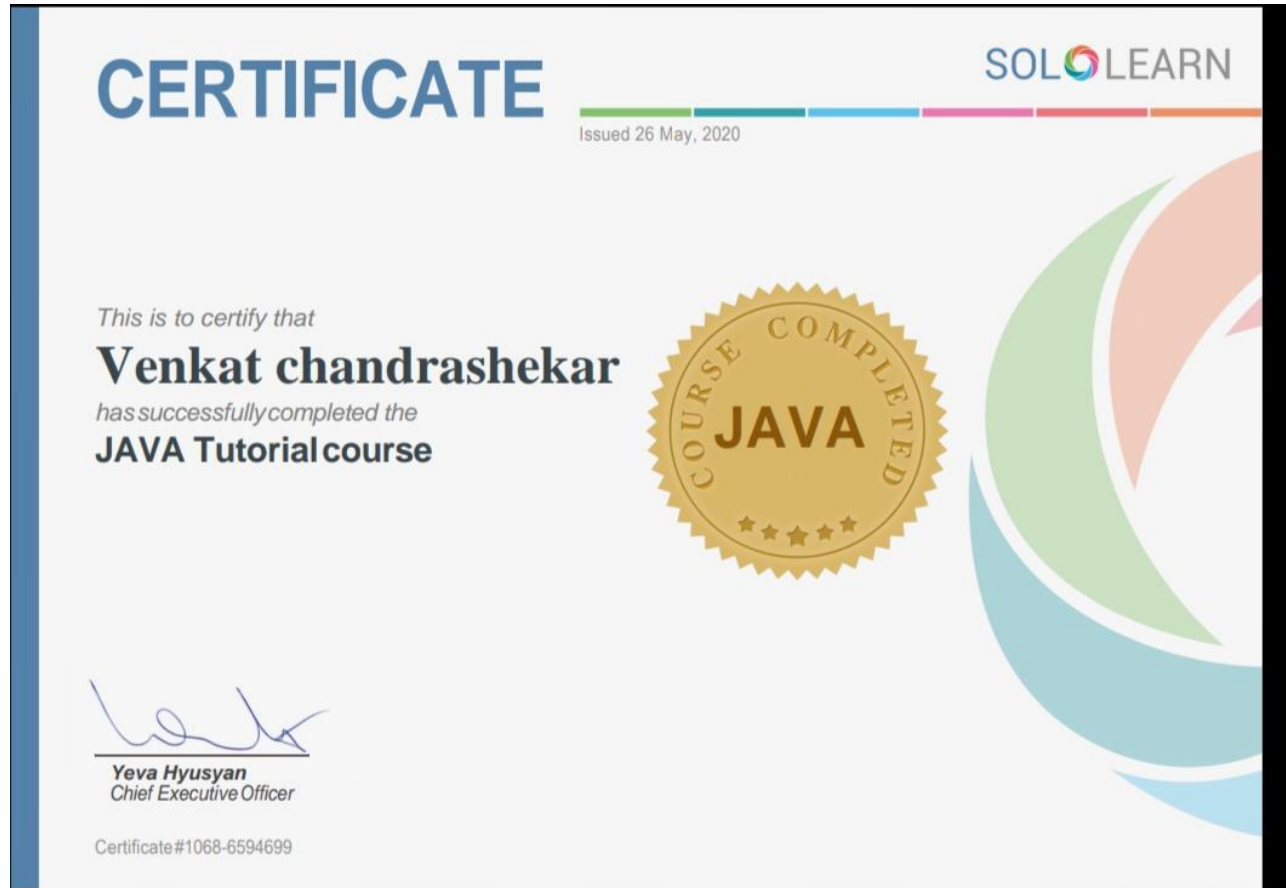 CERTIFICATE
SOLOLEARN
Issued 26 May, 2020
This is to certify that
Venkat chandrashekar
has successfully completed the
JAVA Tutorial course
COURSE COMPLETED
JAVA
Yeva Hyusyan
Chief Executive Officer
Certificate #1068-6594699